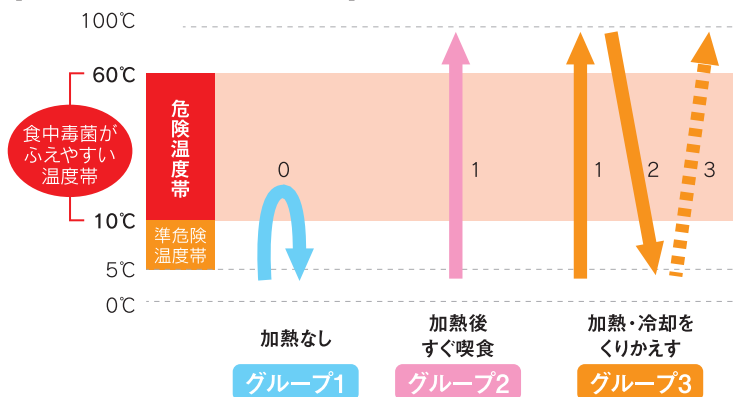 100℃
60℃
食中毒菌が
ふえやすい
温度帯
危険温度帯
0
1
1
2
3
10℃
準危険
温度帯
5℃
0℃
加熱なし
グループ1
加熱後
すぐ喫食
グループ2
加熱・冷却を
くりかえす
グループ3